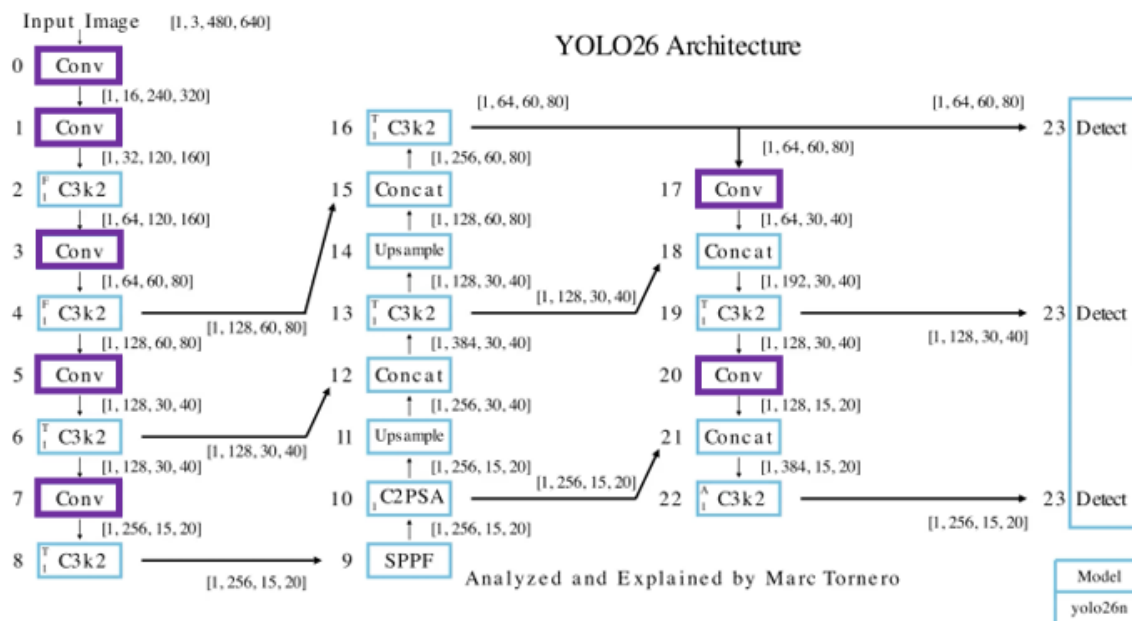 Input Image [1, 3, 480, 640]
YOLO26 Architecture
0 Conv
[1, 16, 240, 320]
1 Conv
[1, 32, 120, 160]
2 F 1 C3k2
[1, 64, 120, 160]
3 Conv
[1, 64, 60, 80]
4 F 1 C3k2
[1, 128, 60, 80]
[1, 128, 60, 80]
5 Conv
[1, 128, 30, 40]
6 T 1 C3k2
[1, 128, 30, 40]
[1, 128, 30, 40]
7 Conv
[1, 256, 15, 20]
8 T 1 C3k2
[1, 256, 15, 20]
[1, 64, 60, 80]
16 T 1 C3k2
[1, 256, 60, 80]
15 Concat
[1, 128, 60, 80]
14 Upsample
[1, 128, 30, 40]
[1, 128, 30, 40]
13 T 1 C3k2
[1, 384, 30, 40]
12 Concat
[1, 256, 30, 40]
11 Upsample
[1, 256, 15, 20]
[1, 256, 15, 20]
10 1 C2PSA
[1, 256, 15, 20]
9 SPPF
[1, 64, 60, 80]
17 Conv
[1, 64, 30, 40]
18 Concat
[1, 192, 30, 40]
19 T 1 C3k2
[1, 128, 30, 40]
20 Conv
[1, 128, 15, 20]
21 Concat
[1, 384, 15, 20]
22 A 1 C3k2
[1, 64, 60, 80]
23 Detect
23 Detect
[1, 128, 30, 40]
23 Detect
[1, 256, 15, 20]
Analyzed and Explained by Marc Tornero
Model
yolo26n